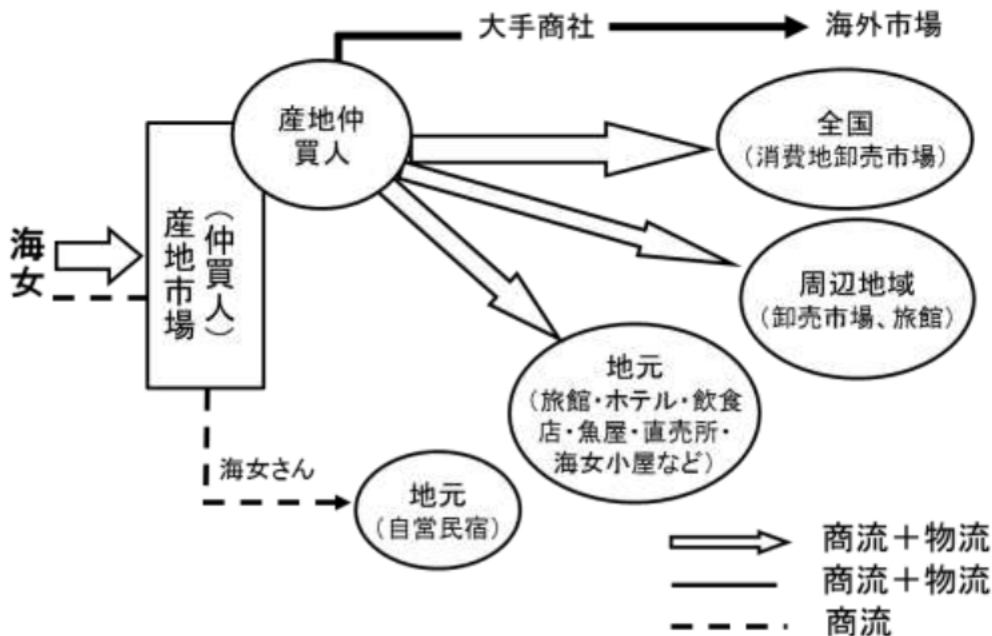 大手商社
海外市場
産地仲
買人
全国
（消費地卸売市場）
海女
産地市場
（仲買人）
周辺地域
（卸売市場、旅館）
地元
（旅館・ホテル・飲食
店・魚屋・直売所・
海女小屋など）
海女さん
地元
（自営民宿）
商流＋物流
商流＋物流
商流